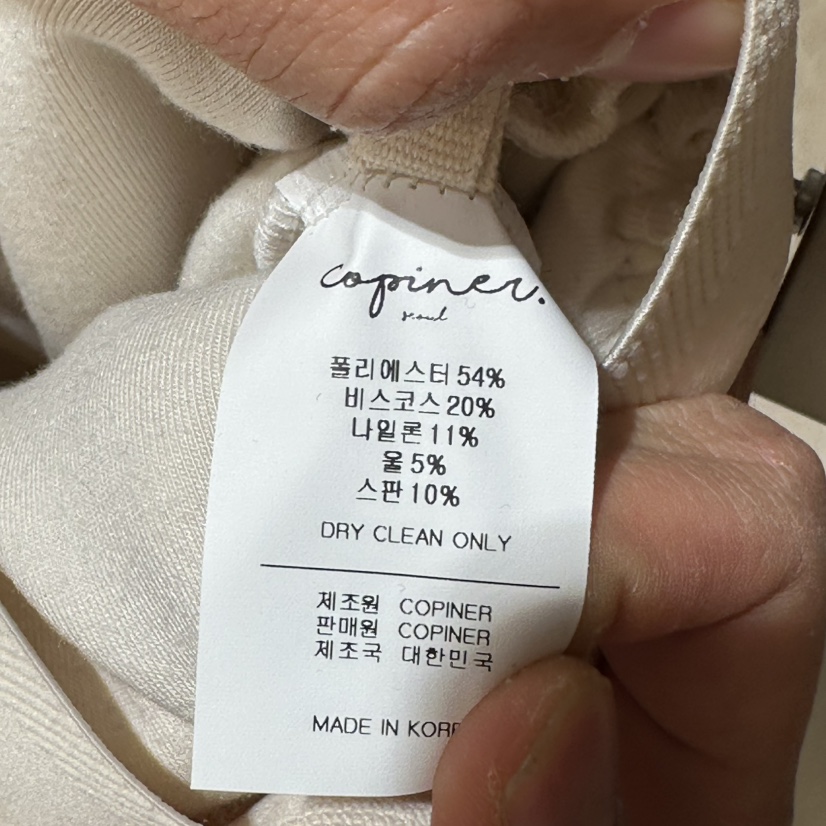 copiner.
seoul
폴리에스터 54%
비스코스 20%
나일론 11%
울 5%
스판 10%
DRY CLEAN ONLY
제조원 COPINER
판매원 COPINER
제조국 대한민국
MADE IN